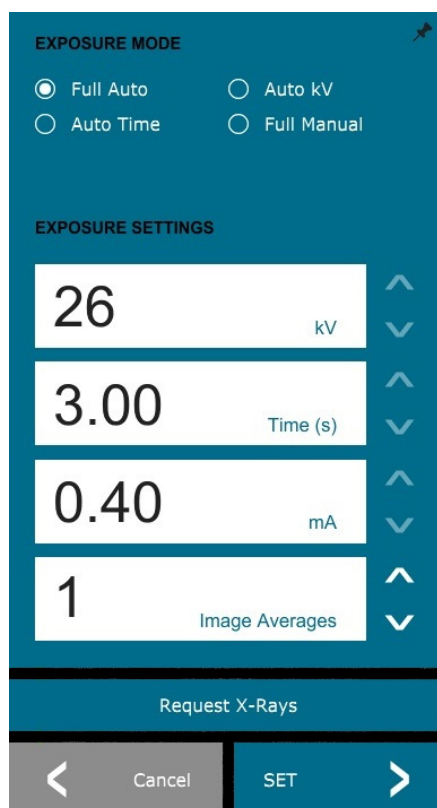 EXPOSURE MODE
Full Auto
Auto kV
Auto Time
Full Manual
EXPOSURE SETTINGS
26
kV
3.00
Time (s)
0.40
mA
1
Image Averages
Request X-Rays
Cancel
SET